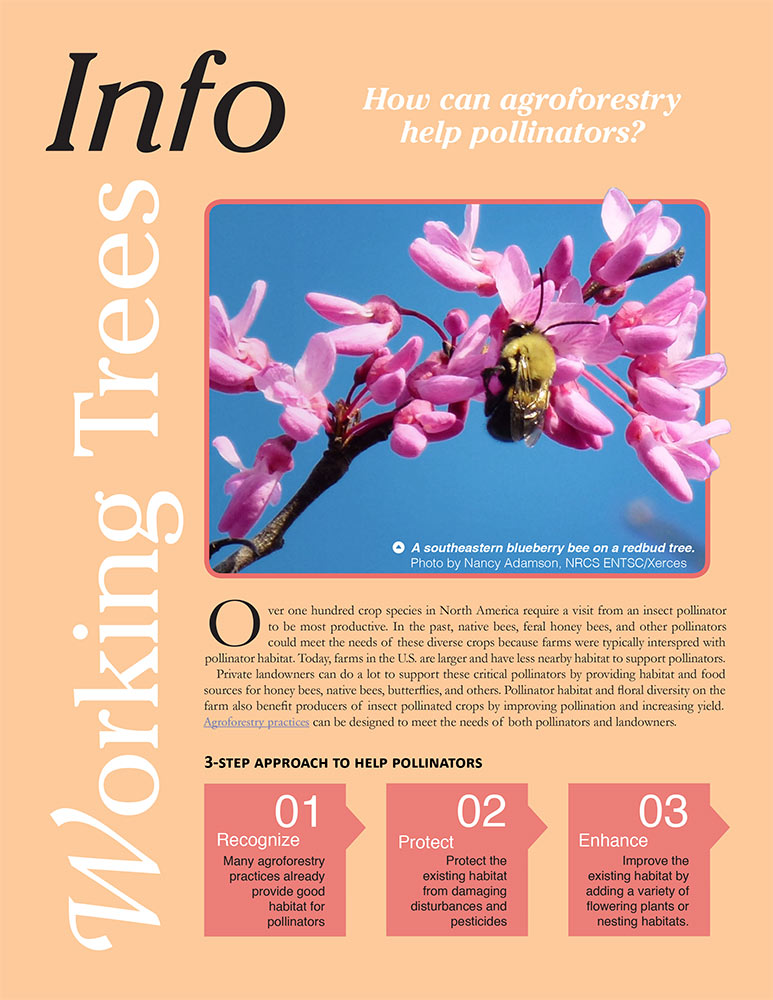 Info
Working Trees
How can agroforestry
help pollinators?
A southeastern blueberry bee on a redbud tree.
Photo by Nancy Adamson, NRCS ENTSC/Xerces
Over one hundred crop species in North America require a visit from an insect pollinator
to be most productive. In the past, native bees, feral honey bees, and other pollinators
could meet the needs of these diverse crops because farms were typically interspred with
pollinator habitat. Today, farms in the U.S. are larger and have less nearby habitat to support pollinators.
Private landowners can do a lot to support these critical pollinators by providing habitat and food
sources for honey bees, native bees, butterflies, and others. Pollinator habitat and floral diversity on the
farm also benefit producers of insect pollinated crops by improving pollination and increasing yield.
Agroforestry practices can be designed to meet the needs of both pollinators and landowners.
3-STEP APPROACH TO HELP POLLINATORS
01
Recognize
Many agroforestry
practices already
provide good
habitat for
pollinators
02
Protect
Protect the
existing habitat
from damaging
disturbances and
pesticides
03
Enhance
Improve the
existing habitat by
adding a variety of
flowering plants or
nesting habitats.